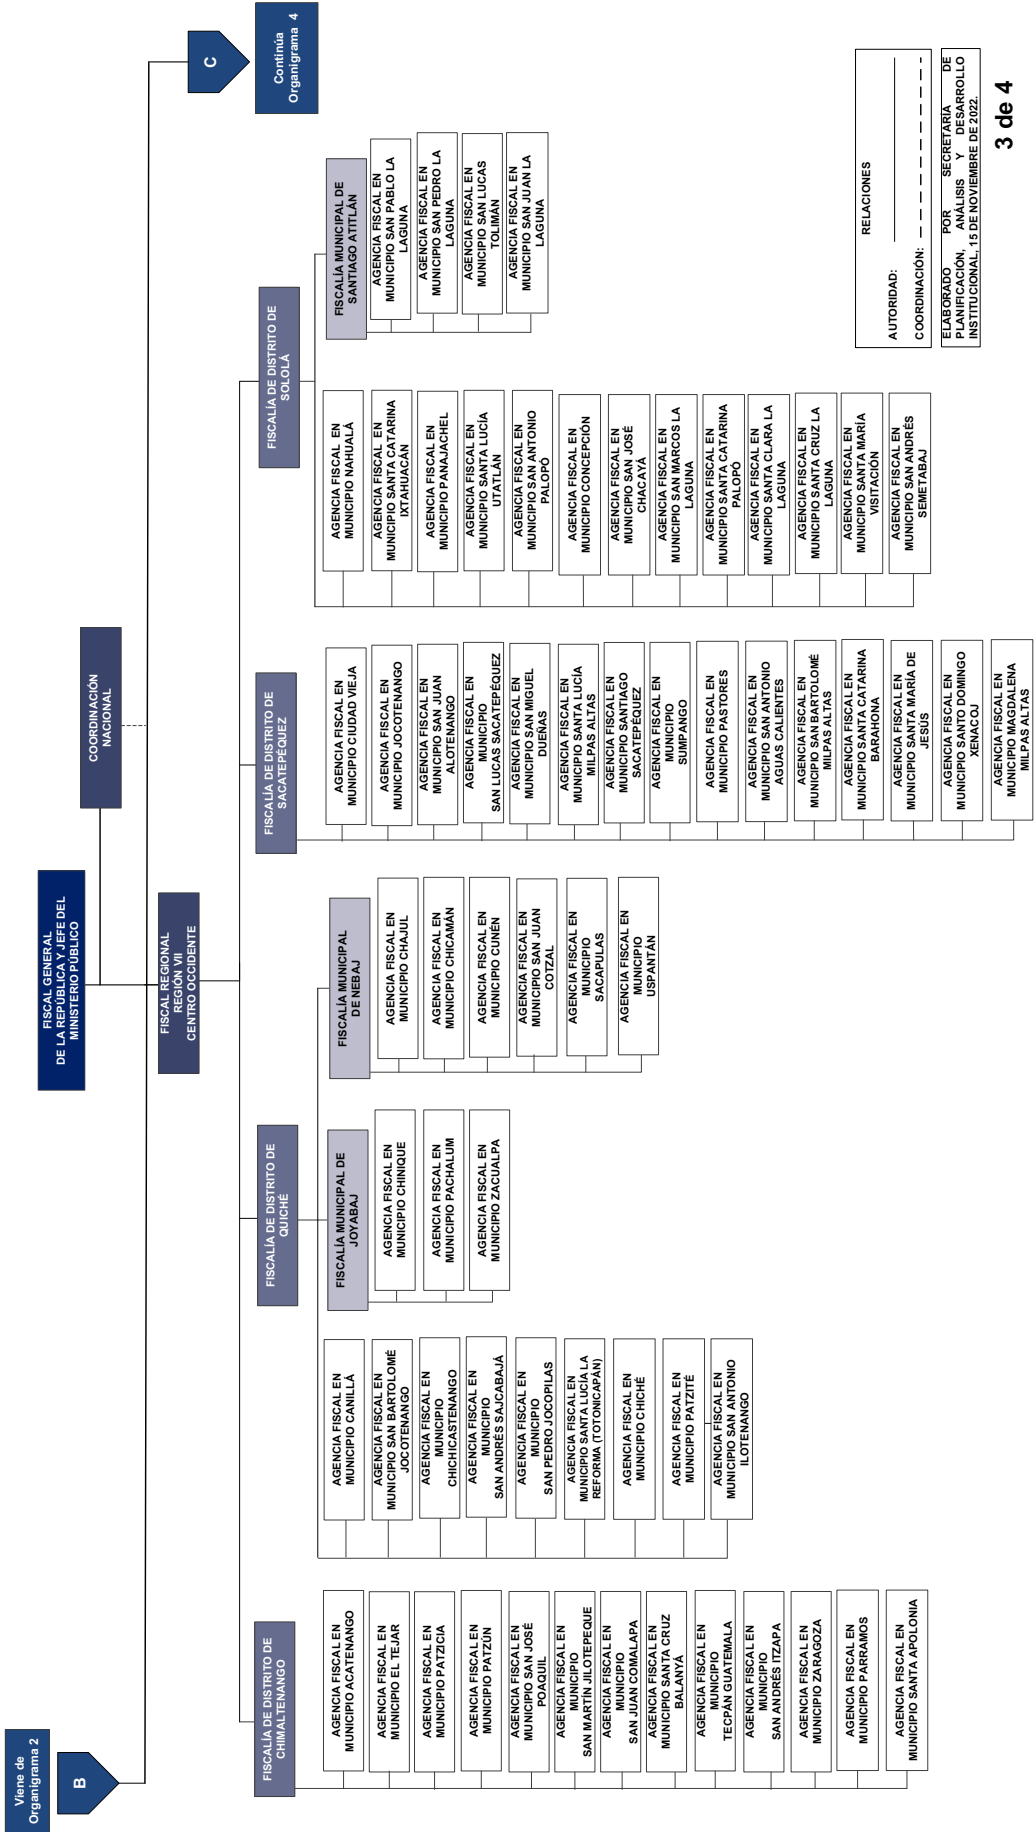 Viene de
Organigrama 2
B
FISCAL GENERAL
DE LA REPÚBLICA Y JEFE DEL
MINISTERIO PÚBLICO
COORDINACIÓN
NACIONAL
C
Continúa
Organigrama 4
FISCAL REGIONAL
REGIÓN VII
CENTRO OCCIDENTE
FISCALÍA DE DISTRITO DE
CHIMALTENANGO
AGENCIA FISCAL EN
MUNICIPIO ACATENANGO
AGENCIA FISCAL EN
MUNICIPIO EL TEJAR
AGENCIA FISCAL EN
MUNICIPIO PATZICIA
AGENCIA FISCAL EN
MUNICIPIO PATZÚN
AGENCIA FISCAL EN
MUNICIPIO SAN JOSÉ
POAQUIL
AGENCIA FISCAL EN
MUNICIPIO
SAN MARTÍN JILOTEPEQUE
AGENCIA FISCAL EN
MUNICIPIO
SAN JUAN COMALAPA
AGENCIA FISCAL EN
MUNICIPIO SANTA CRUZ
BALANYÁ
AGENCIA FISCAL EN
MUNICIPIO
TECPÁN GUATEMALA
AGENCIA FISCAL EN
MUNICIPIO
SAN ANDRÉS ITZAPA
AGENCIA FISCAL EN
MUNICIPIO ZARAGOZA
AGENCIA FISCAL EN
MUNICIPIO PARRAMOS
AGENCIA FISCAL EN
MUNICIPIO SANTA APOLONIA
FISCALÍA DE DISTRITO DE
QUICHÉ
AGENCIA FISCAL EN
MUNICIPIO CANILLÁ
AGENCIA FISCAL EN
MUNICIPIO SAN BARTOLOMÉ
JOCOTENANGO
AGENCIA FISCAL EN
MUNICIPIO
CHICHICASTENANGO
AGENCIA FISCAL EN
MUNICIPIO
SAN ANDRÉS SAJCABAJÁ
AGENCIA FISCAL EN
MUNICIPIO
SAN PEDRO JOCOPILAS
AGENCIA FISCAL EN
MUNICIPIO SANTA LUCÍA LA
REFORMA (TOTONICAPÁN)
AGENCIA FISCAL EN
MUNICIPIO CHICHÉ
AGENCIA FISCAL EN
MUNICIPIO PATZITÉ
AGENCIA FISCAL EN
MUNICIPIO SAN ANTONIO
ILOTENANGO
FISCALÍA MUNICIPAL DE
JOYABAJ
AGENCIA FISCAL EN
MUNICIPIO CHINIQUE
AGENCIA FISCAL EN
MUNICIPIO PACHALUM
AGENCIA FISCAL EN
MUNICIPIO ZACUALPA
FISCALÍA MUNICIPAL
DE NEBAJ
AGENCIA FISCAL EN
MUNICIPIO CHAJUL
AGENCIA FISCAL EN
MUNICIPIO CHICAMÁN
AGENCIA FISCAL EN
MUNICIPIO CUNÉN
AGENCIA FISCAL EN
MUNICIPIO SAN JUAN
COTZAL
AGENCIA FISCAL EN
MUNICIPIO
SACAPULAS
AGENCIA FISCAL EN
MUNICIPIO
USPANTÁN
FISCALÍA DE DISTRITO DE
SACATEPÉQUEZ
AGENCIA FISCAL EN
MUNICIPIO CIUDAD VIEJA
AGENCIA FISCAL EN
MUNICIPIO JOCOTENANGO
AGENCIA FISCAL EN
MUNICIPIO SAN JUAN
ALOTENANGO
AGENCIA FISCAL EN
MUNICIPIO
SAN LUCAS SACATEPÉQUEZ
AGENCIA FISCAL EN
MUNICIPIO SAN MIGUEL
DUEÑAS
AGENCIA FISCAL EN
MUNICIPIO SANTA LUCÍA
MILPAS ALTAS
AGENCIA FISCAL EN
MUNICIPIO SANTIAGO
SACATEPÉQUEZ
AGENCIA FISCAL EN
MUNICIPIO
SUMPANGO
AGENCIA FISCAL EN
MUNICIPIO PASTORES
AGENCIA FISCAL EN
MUNICIPIO SAN ANTONIO
AGUAS CALIENTES
AGENCIA FISCAL EN
MUNICIPIO SAN BARTOLOMÉ
MILPAS ALTAS
AGENCIA FISCAL EN
MUNICIPIO SANTA CATARINA
BARAHONA
AGENCIA FISCAL EN
MUNICIPIO SANTA MARÍA DE
JESÚS
AGENCIA FISCAL EN
MUNICIPIO SANTO DOMINGO
XENACOJ
AGENCIA FISCAL EN
MUNICIPIO MAGDALENA
MILPAS ALTAS
FISCALÍA DE DISTRITO DE
SOLOLÁ
AGENCIA FISCAL EN
MUNICIPIO NAHUALÁ
AGENCIA FISCAL EN
MUNICIPIO SANTA CATARINA
IXTAHUACÁN
AGENCIA FISCAL EN
MUNICIPIO PANAJACHEL
AGENCIA FISCAL EN
MUNICIPIO SANTA LUCÍA
UTATLÁN
AGENCIA FISCAL EN
MUNICIPIO SAN ANTONIO
PALOPÓ
AGENCIA FISCAL EN
MUNICIPIO CONCEPCIÓN
AGENCIA FISCAL EN
MUNICIPIO SAN JOSÉ
CHACAYÁ
AGENCIA FISCAL EN
MUNICIPIO SAN MARCOS LA
LAGUNA
AGENCIA FISCAL EN
MUNICIPIO SANTA CATARINA
PALOPÓ
AGENCIA FISCAL EN
MUNICIPIO SANTA CLARA LA
LAGUNA
AGENCIA FISCAL EN
MUNICIPIO SANTA CRUZ LA
LAGUNA
AGENCIA FISCAL EN
MUNICIPIO SANTA MARÍA
VISITACIÓN
AGENCIA FISCAL EN
MUNICIPIO SAN ANDRÉS
SEMETABAJ
FISCALÍA MUNICIPAL DE
SANTIAGO ATITLÁN
AGENCIA FISCAL EN
MUNICIPIO SAN PABLO LA
LAGUNA
AGENCIA FISCAL EN
MUNICIPIO SAN PEDRO LA
LAGUNA
AGENCIA FISCAL EN
MUNICIPIO SAN LUCAS
TOLIMÁN
AGENCIA FISCAL EN
MUNICIPIO SAN JUAN LA
LAGUNA
RELACIONES
AUTORIDAD:
COORDINACIÓN:
ELABORADO POR SECRETARÍA DE
PLANIFICACIÓN, ANÁLISIS Y DESARROLLO
INSTITUCIONAL, 15 DE NOVIEMBRE DE 2022.
3 de 4